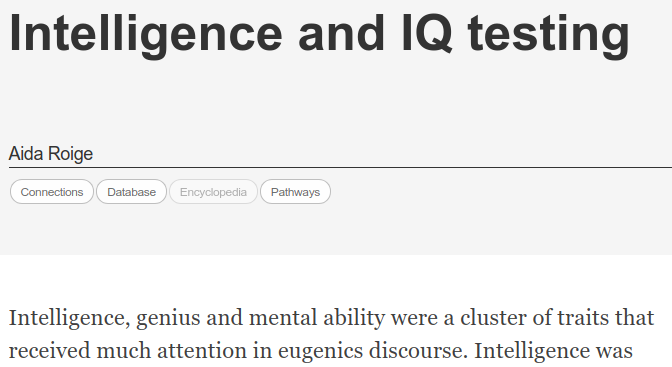 Intelligence and IQ testing
Aida Roige
Connections Database Encyclopedia Pathways
Intelligence, genius and mental ability were a cluster of traits that
received much attention in eugenics discourse. Intelligence was